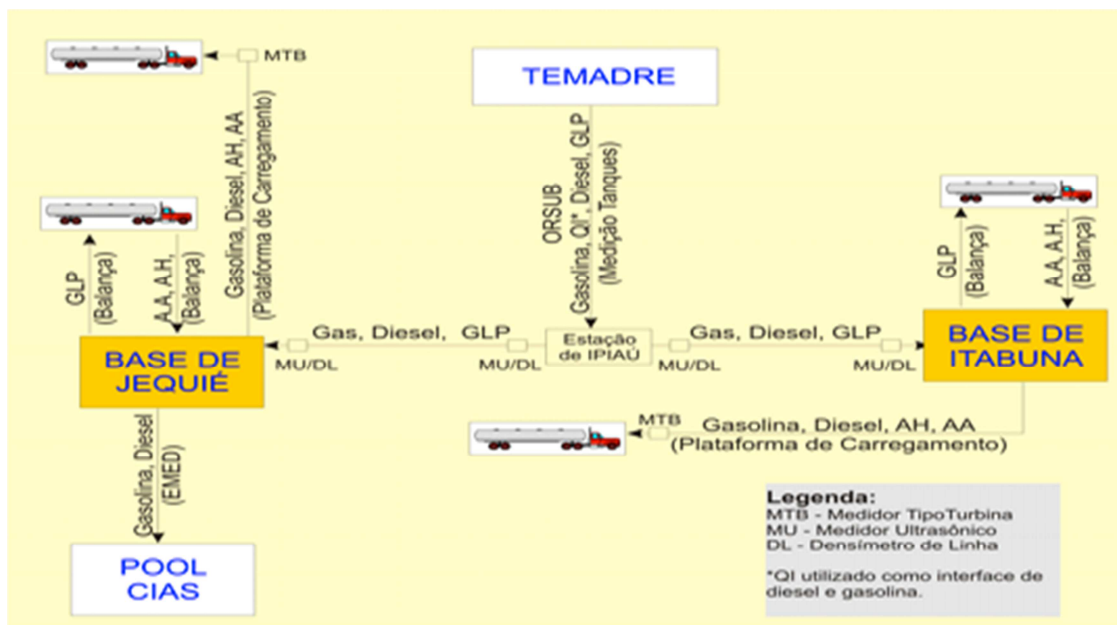 MTB
TEMADRE
Gasolina, Diesel, AH, AA
(Plataforma de Carregamento)
ORSUB
Gasolina, QI*, Diesel, GLP
(Medição Tanques)
GLP
(Balança)
A.A, A.H,
(Balança)
GLP
(Balança)
A.A, A.H,
(Balança)
BASE DE
JEQUIÉ
Gas, Diesel, GLP
MU/DL
MU/DL
Estação
de IPIAÚ
Gas, Diesel, GLP
MU/DL
MU/DL
BASE DE
ITABUNA
MTB
Gasolina, Diesel, AH, AA
(Plataforma de Carregamento)
Gasolina, Diesel
(EMED)
POOL
CIAS
Legenda:
MTB - Medidor TipoTurbina
MU - Medidor Ultrasônico
DL - Densímetro de Linha
*QI utilizado como interface de
diesel e gasolina.